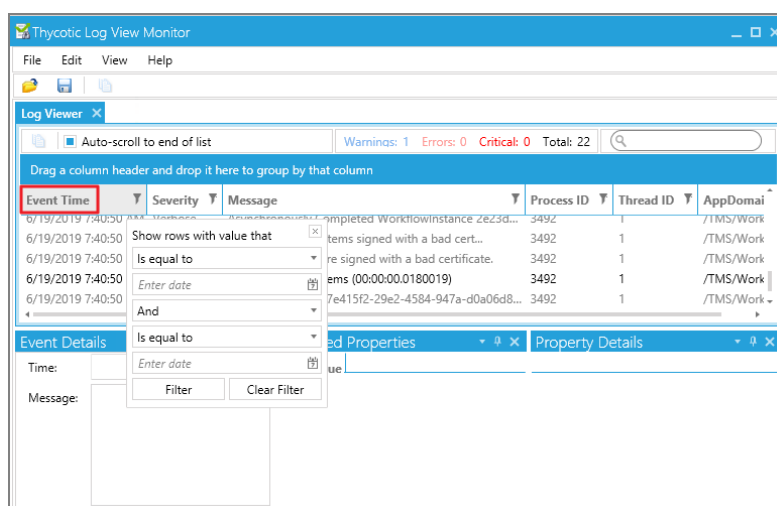 Thycotic Log View Monitor
File Edit View Help
Log Viewer
Auto-scroll to end of list Warnings: 1 Errors: 0 Critical: 0 Total: 22
Drag a column header and drop it here to group by that column
Event Time Severity Message Process ID Thread ID AppDomai
6/19/2019 7:40:50 AM Verbose Asynchronously Completed WorkflowInstance 2e23d... 3492 1 /TMS/Work
6/19/2019 7:40:50 tems signed with a bad cert... 3492 1 /TMS/Work
6/19/2019 7:40:50 re signed with a bad certificate. 3492 1 /TMS/Work
6/19/2019 7:40:50 ems (00:00:00.0180019) 3492 1 /TMS/Work
6/19/2019 7:40:50 7e415f2-29e2-4584-947a-d0a06d8... 3492 1 /TMS/Work
Show rows with value that
Is equal to
Enter date
And
Is equal to
Enter date
Filter Clear Filter
Event Details ed Properties Property Details
Time: ue
Message: